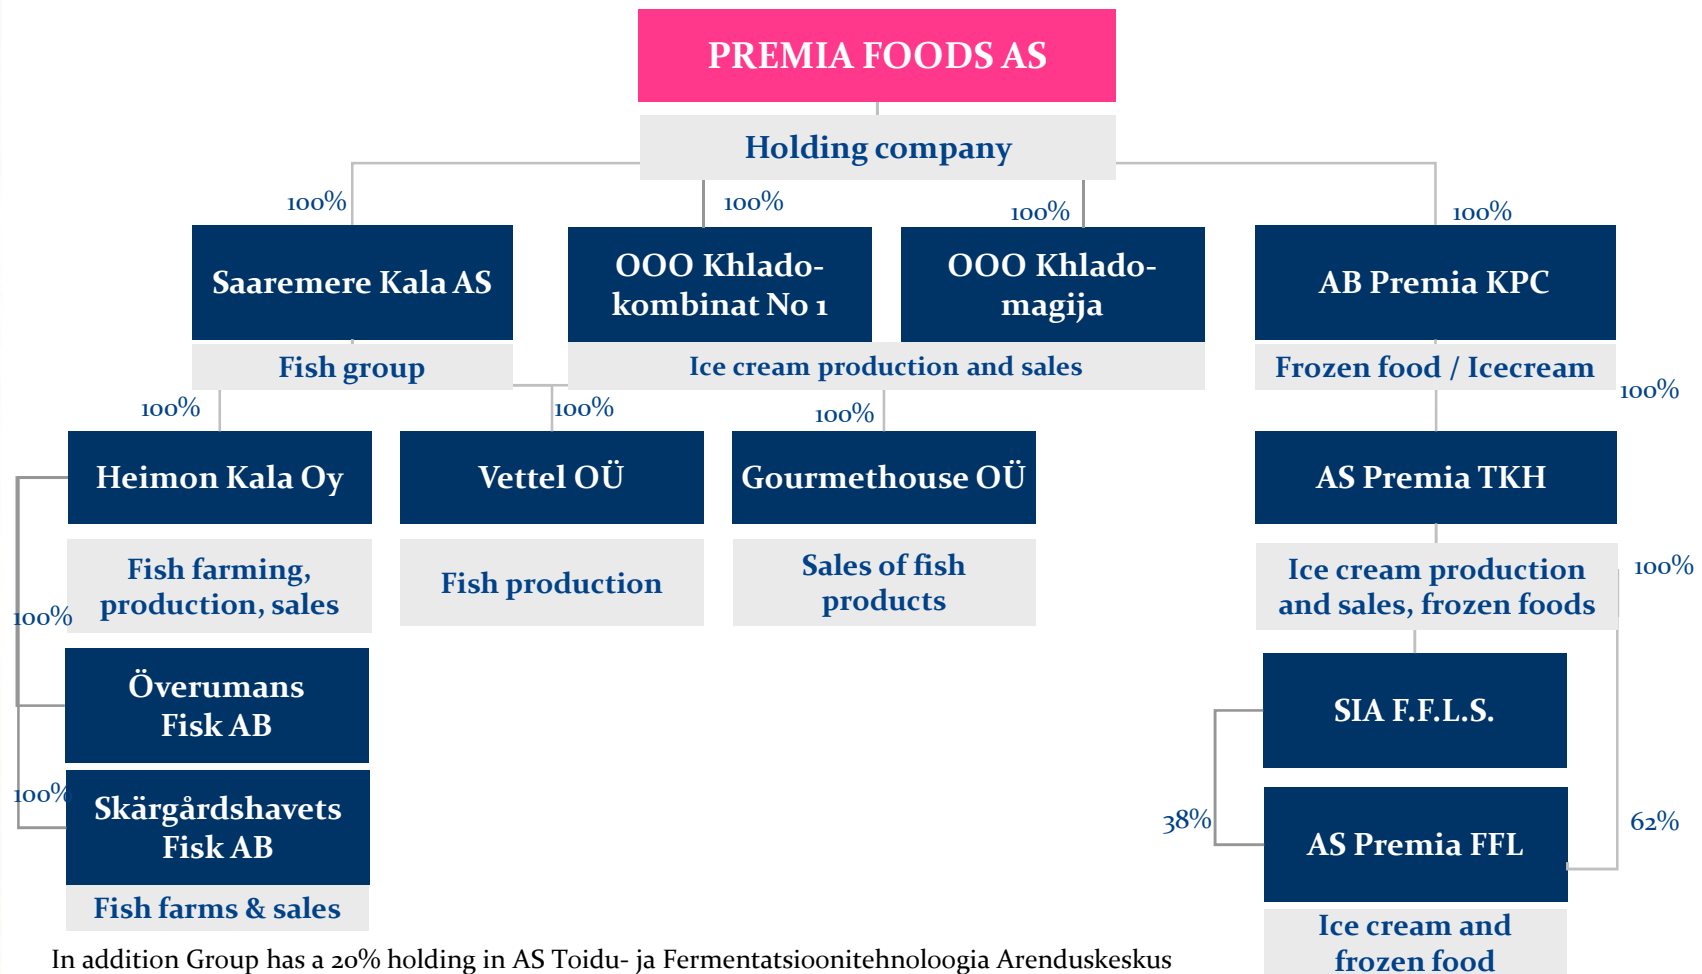 PREMIA FOODS AS
Holding company
100%
100%
100%
100%
Saaremere Kala AS
OOO Khlado-
kombinat No 1
OOO Khlado-
magija
AB Premia KPC
Fish group
Ice cream production and sales
Frozen food / Icecream
100%
100%
100%
100%
Heimon Kala Oy
Vettel OÜ
Gourmethouse OÜ
AS Premia TKH
Fish farming,
production, sales
Fish production
Sales of fish
products
Ice cream production
and sales, frozen foods
100%
100%
Överumans
Fisk AB
SIA F.F.L.S.
100%
Skärgårdshavets
Fisk AB
38%
AS Premia FFL
62%
Fish farms & sales
Ice cream and
frozen food
In addition Group has a 20% holding in AS Toidu- ja Fermentatsioonitehnoloogia Arenduskeskus